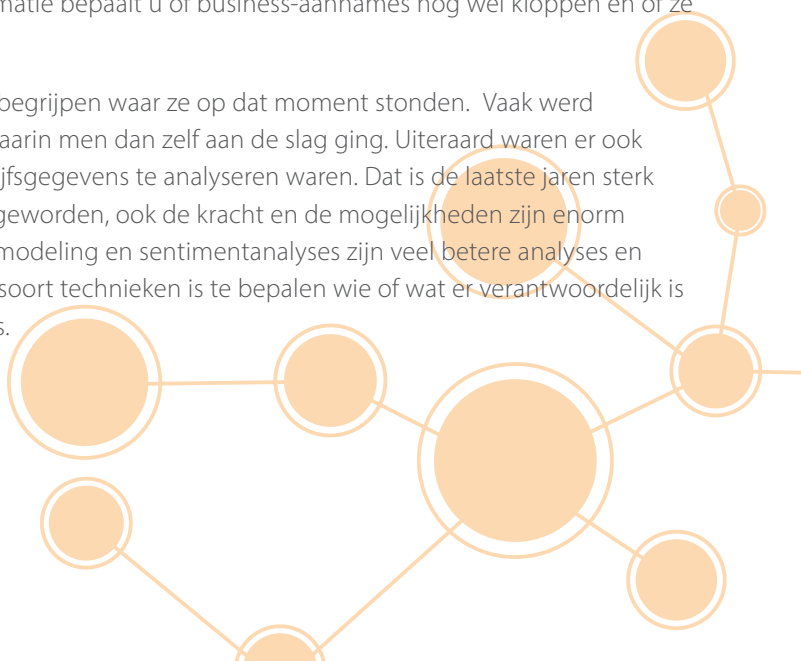 matie bepaalt u of business-aannames nog wel kloppen en of ze
begrijpen waar ze op dat moment stonden.  Vaak werd
aarin men dan zelf aan de slag ging. Uiteraard waren er ook
ijfsgegevens te analyseren waren. Dat is de laatste jaren sterk
geworden, ook de kracht en de mogelijkheden zijn enorm
modeling en sentimentanalyses zijn veel betere analyses en
soort technieken is te bepalen wie of wat er verantwoordelijk is
s.